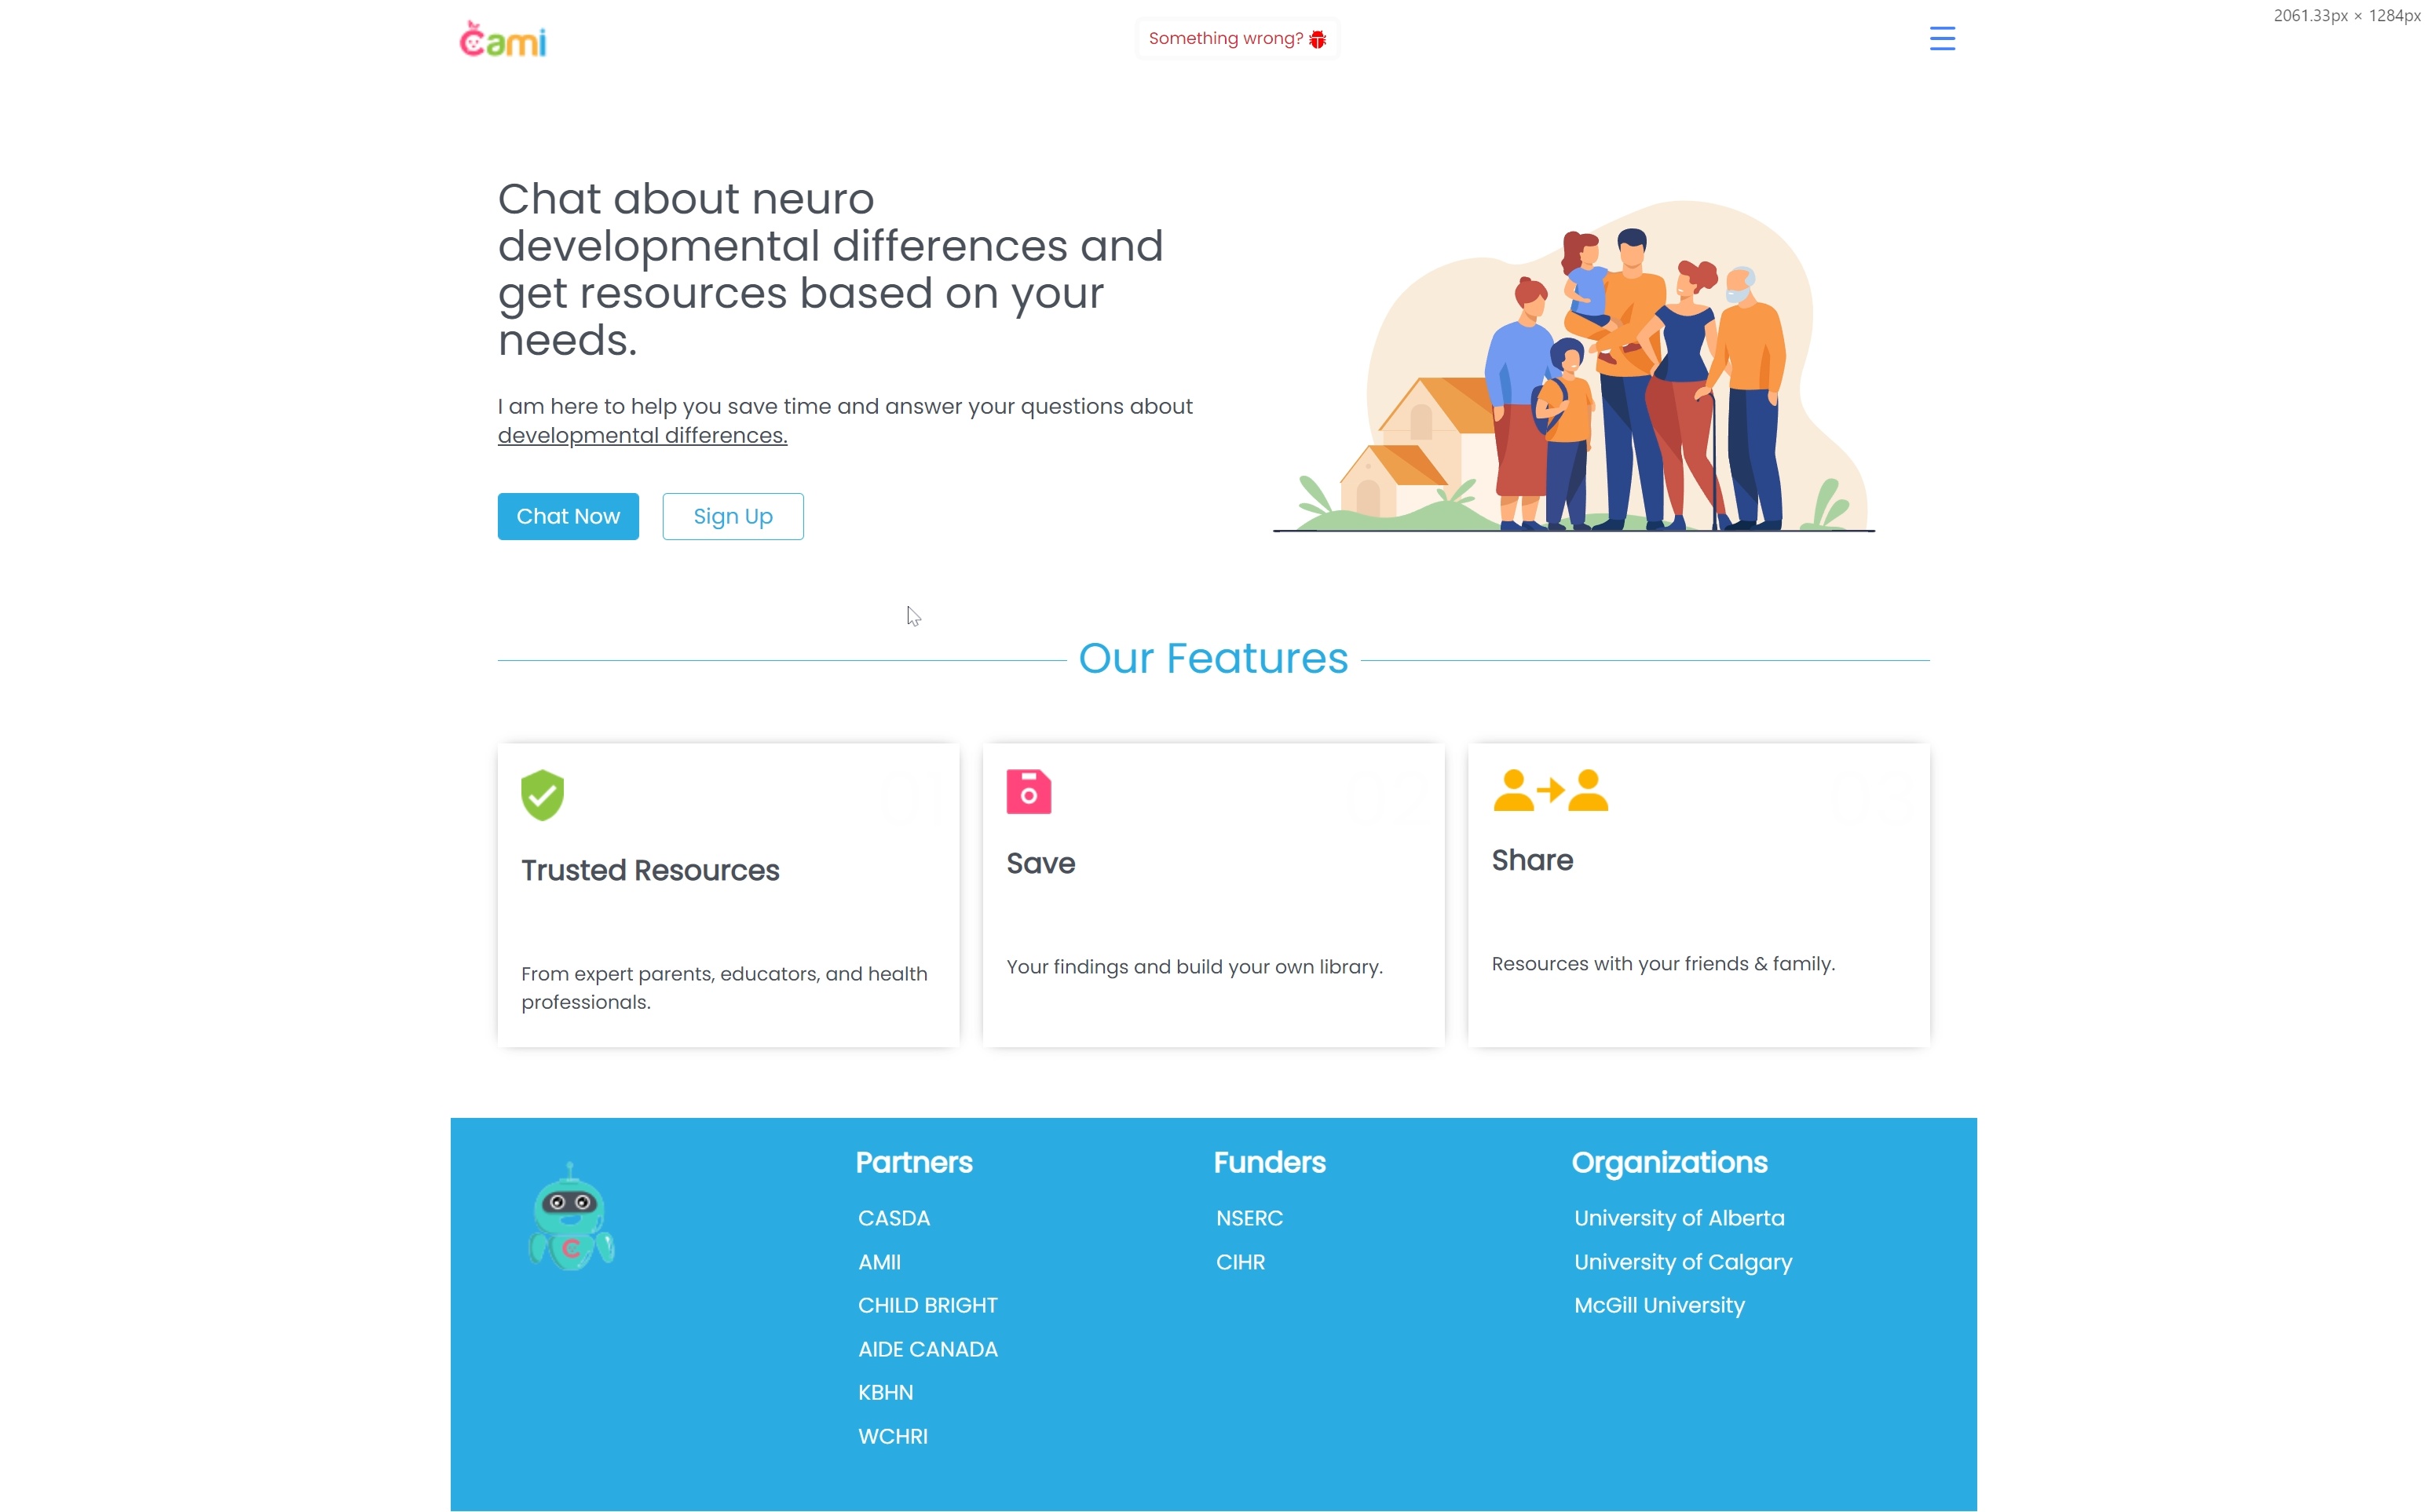 Cami
Something wrong?
2061.33px × 1284px
Chat about neuro
developmental differences and
get resources based on your
needs.
I am here to help you save time and answer your questions about
developmental differences.
Chat Now
Sign Up
Our Features
Trusted Resources
From expert parents, educators, and health
professionals.
Save
Your findings and build your own library.
Share
Resources with your friends & family.
Partners
CASDA
AMII
CHILD BRIGHT
AIDE CANADA
KBHN
WCHRI
Funders
NSERC
CIHR
Organizations
University of Alberta
University of Calgary
McGill University
C